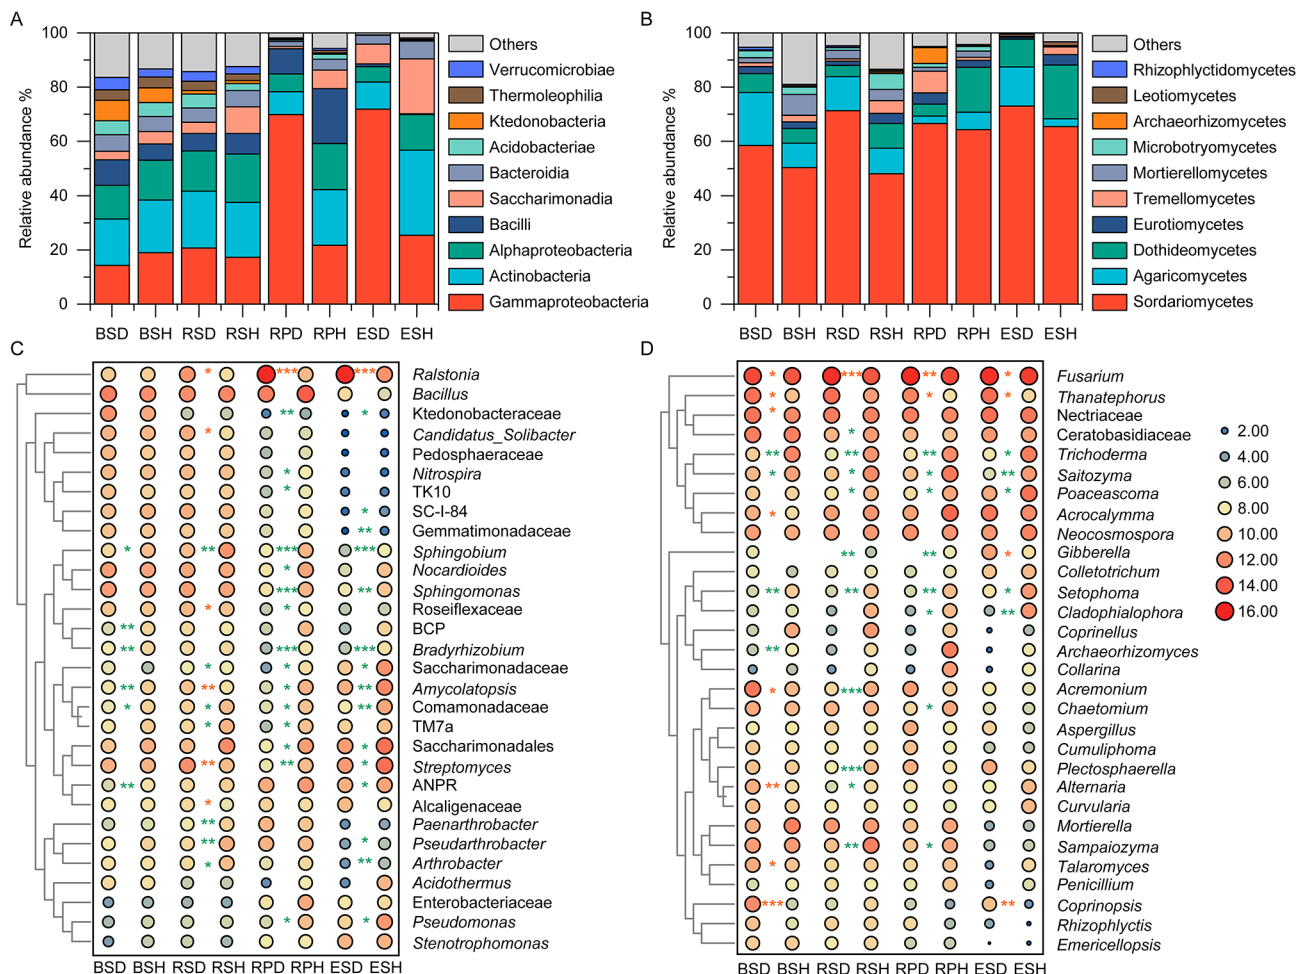 A
Relative abundance %
100
80
60
40
20
0
BSD BSH RSD RSH RPD RPH ESD ESH
Others
Verrucomicrobiae
Thermoleophilia
Ktedonobacteria
Acidobacteriae
Bacteroidia
Saccharimonadia
Bacilli
Alphaproteobacteria
Actinobacteria
Gammaproteobacteria
B
Relative abundance %
100
80
60
40
20
0
BSD BSH RSD RSH RPD RPH ESD ESH
Others
Rhizophlyctidomycetes
Leotiomycetes
Archaeorhizomycetes
Microbotryomycetes
Mortierellomycetes
Tremellomycetes
Eurotiomycetes
Dothideomycetes
Agaricomycetes
Sordariomycetes
C
* *** *** Ralstonia
Bacillus
** * Ktedonobacteraceae
* Candidatus_Solibacter
Pedosphaeraceae
* Nitrospira
* TK10
* SC-I-84
** Gemmatimonadaceae
* ** *** *** Sphingobium
* Nocardioides
*** ** Sphingomonas
* * Roseiflexaceae
** BCP
** *** *** Bradyrhizobium
* * * Saccharimonadaceae
** ** * ** Amycolatopsis
* * ** Comamonadaceae
* * TM7a
* * Saccharimonadales
** ** * Streptomyces
** * ANPR
* Alcaligenaceae
** Paenarthrobacter
** * Pseudarthrobacter
* ** Arthrobacter
Acidothermus
Enterobacteriaceae
* * Pseudomonas
Stenotrophomonas
BSD BSH RSD RSH RPD RPH ESD ESH
D
* *** ** * Fusarium
* * * Thanatephorus
* Nectriaceae
* Ceratobasidiaceae
** ** ** * Trichoderma
* * * ** Saitozyma
* * * Poaceascoma
* Acrocalymma
Neocosmospora
** ** * Gibberella
Colletotrichum
** ** ** * Setophoma
* ** Cladophialophora
Coprinellus
** Archaeorhizomyces
Collarina
* *** Acremonium
* Chaetomium
Aspergillus
Cumuliphoma
*** Plectosphaerella
** * Alternaria
Curvularia
Mortierella
** * Sampaiozyma
* Talaromyces
Penicillium
*** ** Coprinopsis
Rhizophlyctis
Emericellopsis
BSD BSH RSD RSH RPD RPH ESD ESH
2.00
4.00
6.00
8.00
10.00
12.00
14.00
16.00